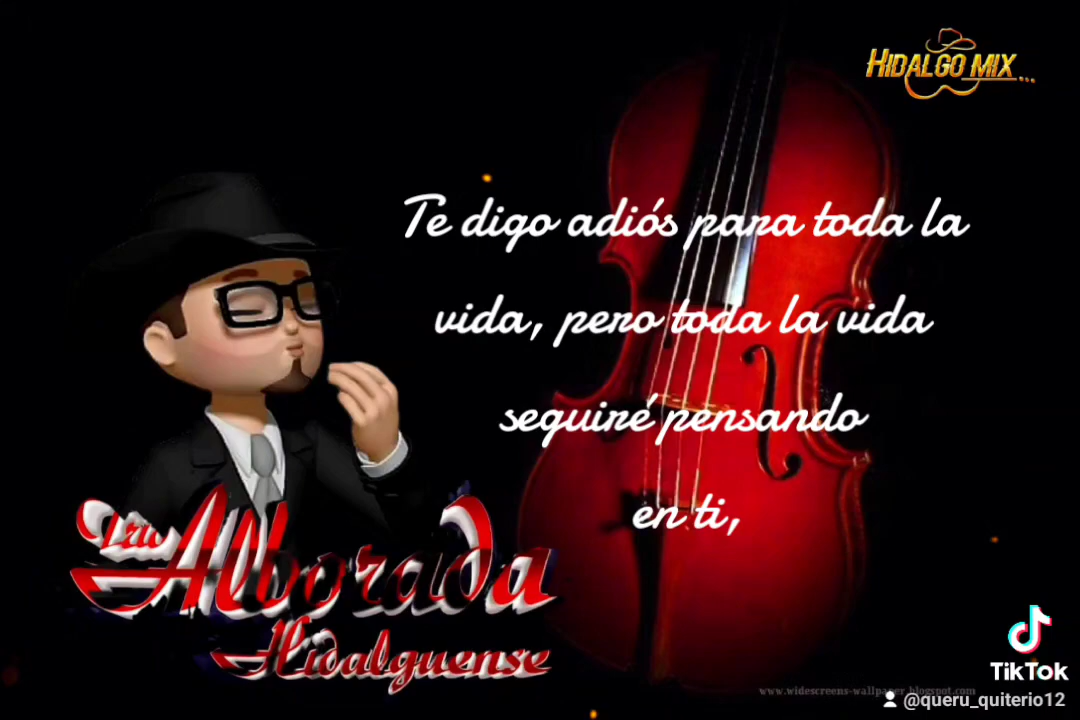 HIDALGO MIX...
Te digo adiós para toda la
vida, pero toda la vida
seguiré pensando
en ti,
Trio Alborada
Hidalguense
TikTok
www.widescreens-wallpaper.blogspot.com
@queru_quiterio12